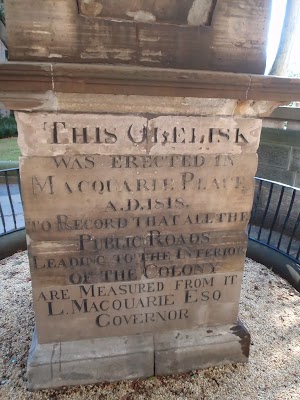 THIS OBELISK
WAS ERECTED IN
MACQUARIE PLACE
A.D. 1818.
TO RECORD THAT ALL THE
PUBLIC ROADS
LEADING TO THE INTERIOR
OF THE COLONY
ARE MEASURED FROM IT
L. MACQUARIE ESQ
GOVERNOR